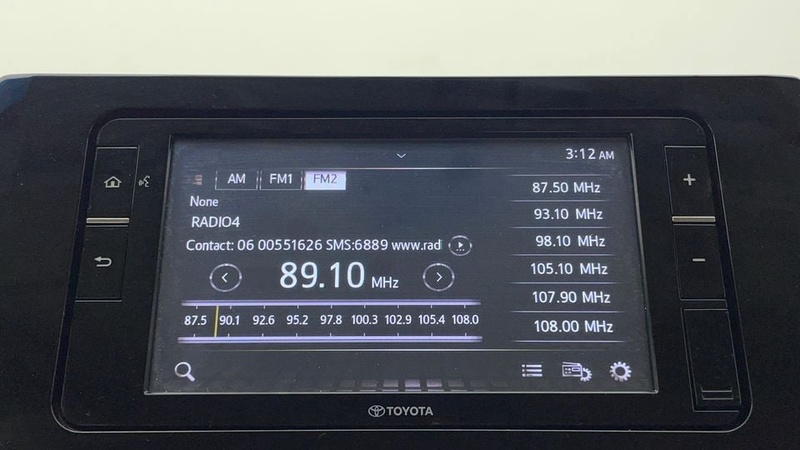 3:12 AM
AM FM1 FM2
None
RADIO4
Contact: 06 00551626 SMS:6889 www.rad
89.10 MHz
87.5 90.1 92.6 95.2 97.8 100.3 102.9 105.4 108.0
87.50 MHz
93.10 MHz
98.10 MHz
105.10 MHz
107.90 MHz
108.00 MHz
TOYOTA